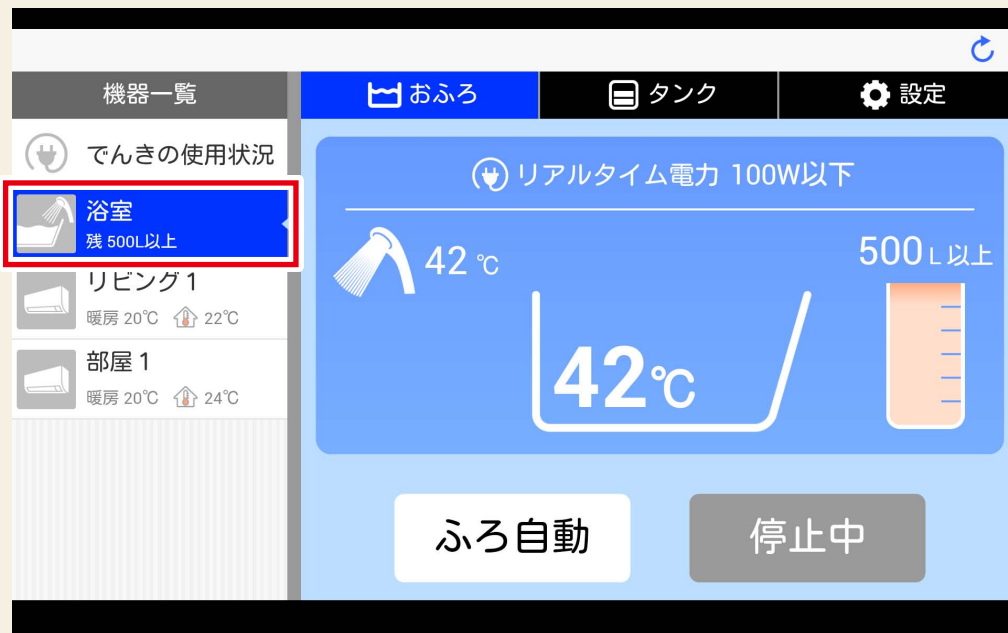 機器一覧
おふろ
タンク
設定
でんきの使用状況
浴室
残 500L以上
リビング 1
暖房 20℃ 22℃
部屋 1
暖房 20℃ 24℃
リアルタイム電力 100W以下
42 ℃
500 L 以上
42℃
ふろ自動
停止中